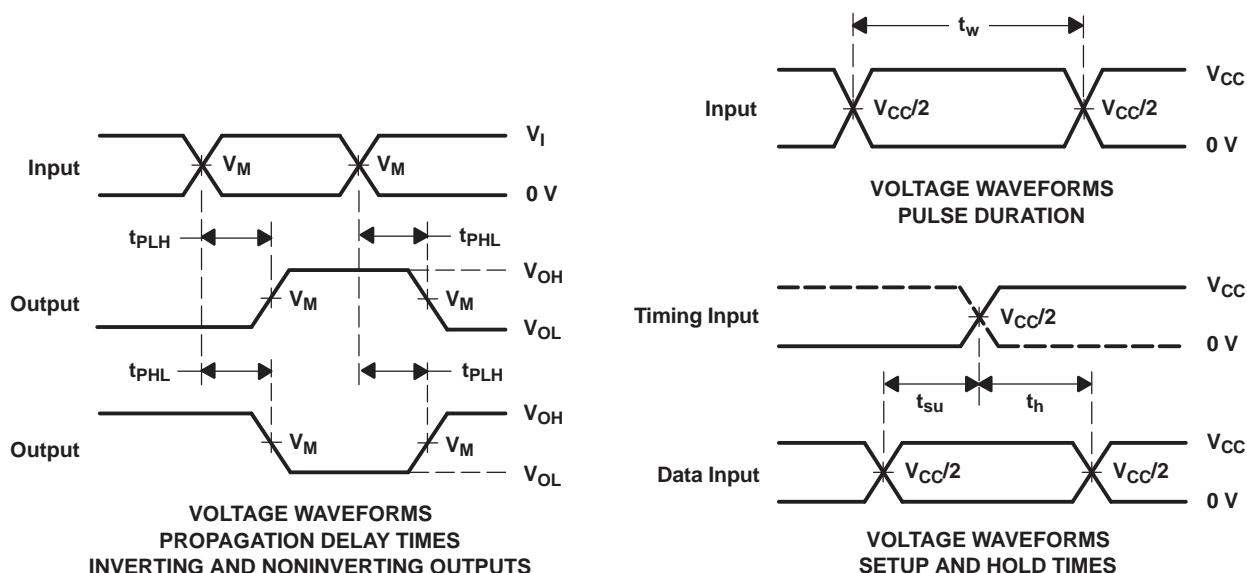 Input
V_M
V_M
V_I
0 V
t_PLH
t_PHL
Output
V_M
V_M
V_OH
V_OL
t_PHL
t_PLH
Output
V_M
V_M
V_OH
V_OL
VOLTAGE WAVEFORMS
PROPAGATION DELAY TIMES
INVERTING AND NONINVERTING OUTPUTS
t_w
Input
V_CC/2
V_CC/2
V_CC
0 V
VOLTAGE WAVEFORMS
PULSE DURATION
Timing Input
V_CC/2
V_CC
0 V
t_su
t_h
Data Input
V_CC/2
V_CC/2
V_CC
0 V
VOLTAGE WAVEFORMS
SETUP AND HOLD TIMES